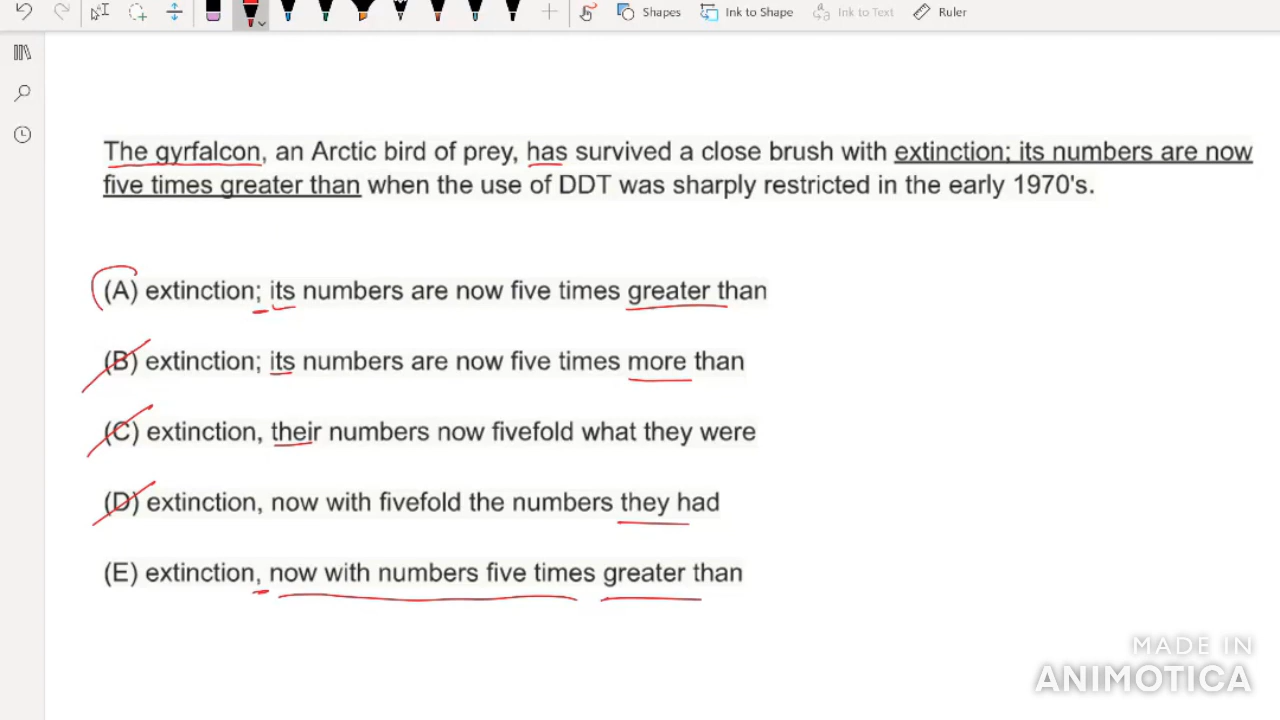 Shapes Ink to Shape Ink to Text Ruler
The gyrfalcon, an Arctic bird of prey, has survived a close brush with extinction; its numbers are now
five times greater than when the use of DDT was sharply restricted in the early 1970's.
(A) extinction; its numbers are now five times greater than
(B) extinction; its numbers are now five times more than
(C) extinction, their numbers now fivefold what they were
(D) extinction, now with fivefold the numbers they had
(E) extinction, now with numbers five times greater than
MADE IN
ANIMOTICA